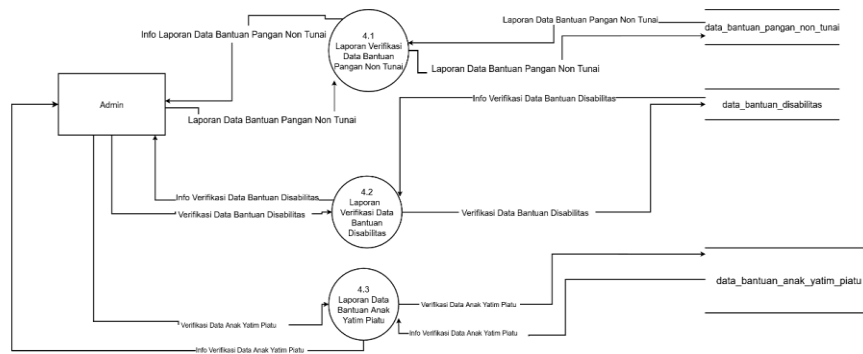 Laporan Data Bantuan Pangan Non Tunai
Info Laporan Data Bantuan Pangan Non Tunai
4.1
Laporan Verifikasi
Data Bantuan
Pangan Non Tunai
data_bantuan_pangan_non_tunai
Laporan Data Bantuan Pangan Non Tunai
Admin
Laporan Data Bantuan Pangan Non Tunai
Info Verifikasi Data Bantuan Disabilitas
data_bantuan_disabilitas
Info Verifikasi Data Bantuan Disabilitas
Verifikasi Data Bantuan Disabilitas
4.2
Laporan
Verifikasi Data
Bantuan
Disabilitas
Verifikasi Data Bantuan Disabilitas
4.3
Laporan Data
Bantuan Anak
Yatim Piatu
data_bantuan_anak_yatim_piatu
Verifikasi Data Anak Yatim Piatu
Verifikasi Data Anak Yatim Piatu
Info Verifikasi Data Anak Yatim Piatu
Info Verifikasi Data Anak Yatim Piatu